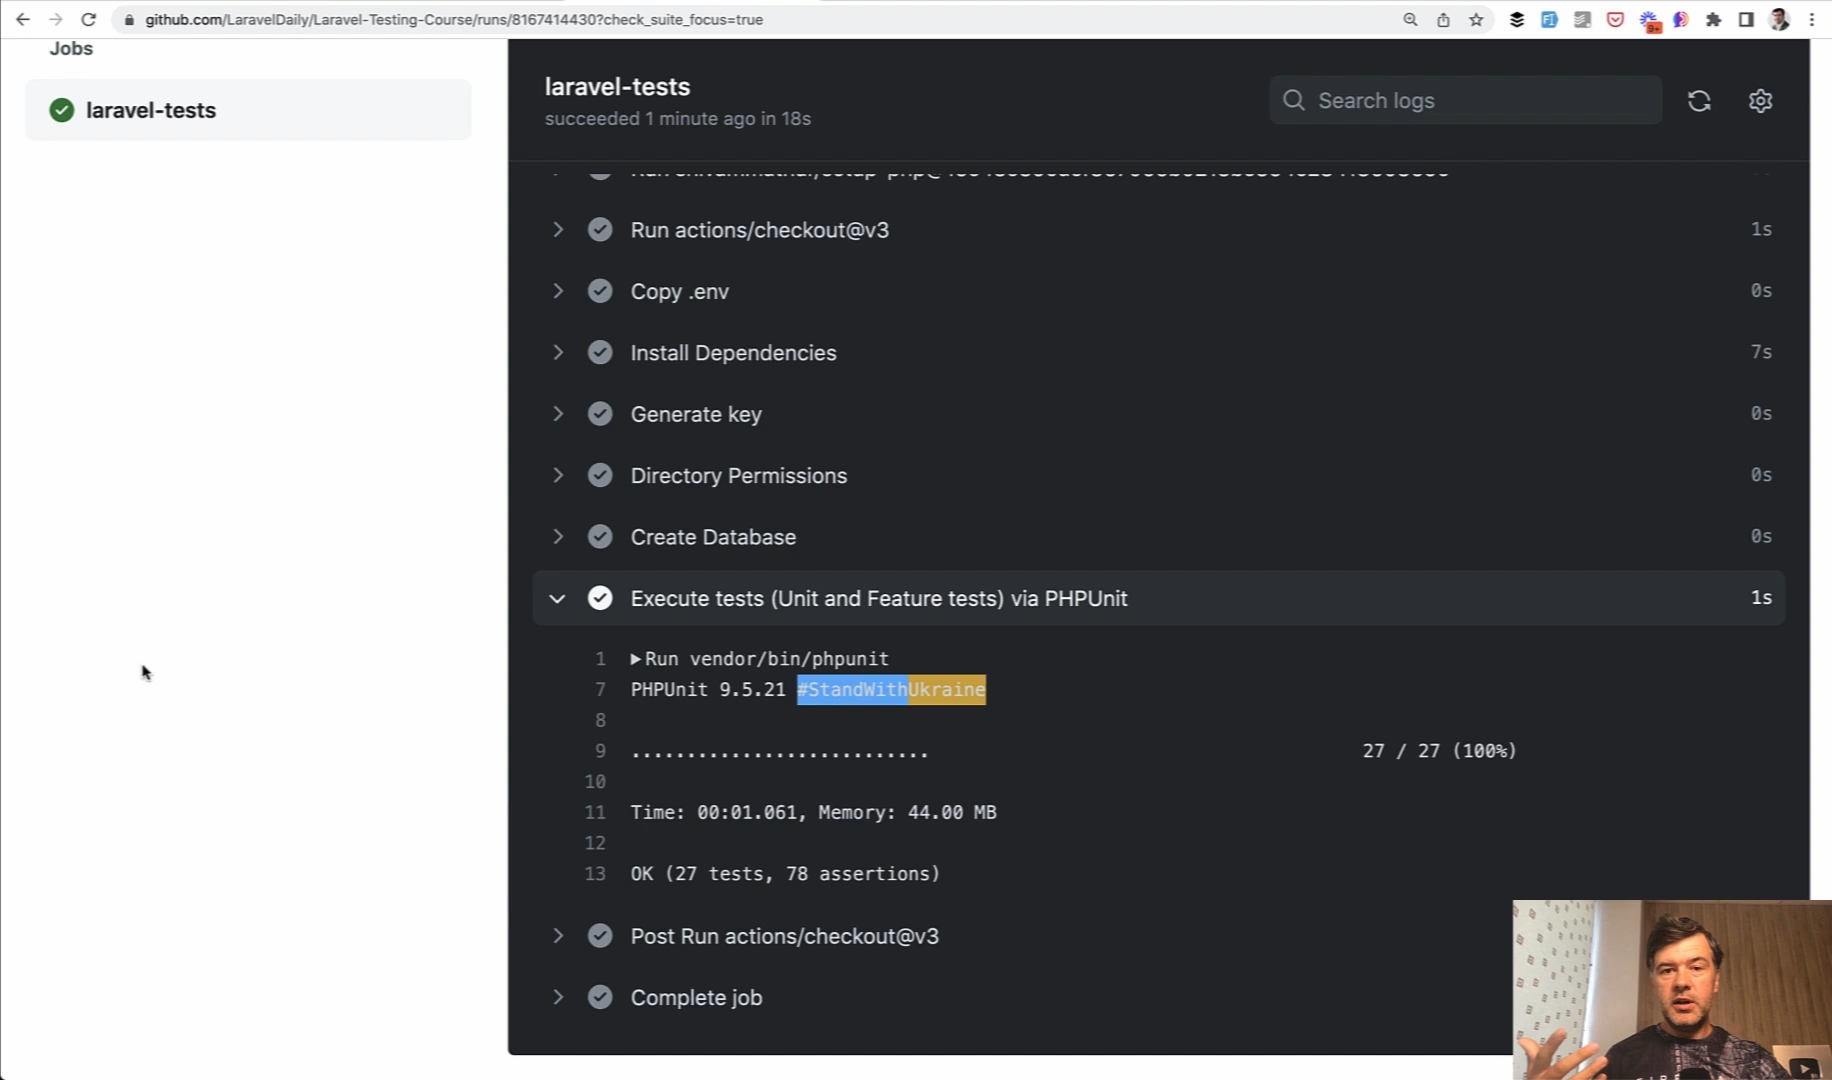 github.com/LaravelDaily/Laravel-Testing-Course/runs/8167414430?check_suite_focus=true
9+
Jobs
laravel-tests
laravel-tests
succeeded 1 minute ago in 18s
Search logs
Run actions/checkout@v3 1s
Copy .env 0s
Install Dependencies 7s
Generate key 0s
Directory Permissions 0s
Create Database 0s
Execute tests (Unit and Feature tests) via PHPUnit 1s
1 Run vendor/bin/phpunit
7 PHPUnit 9.5.21 #StandWithUkraine
8
9 ........................... 27 / 27 (100%)
10
11 Time: 00:01.061, Memory: 44.00 MB
12
13 OK (27 tests, 78 assertions)
Post Run actions/checkout@v3
Complete job